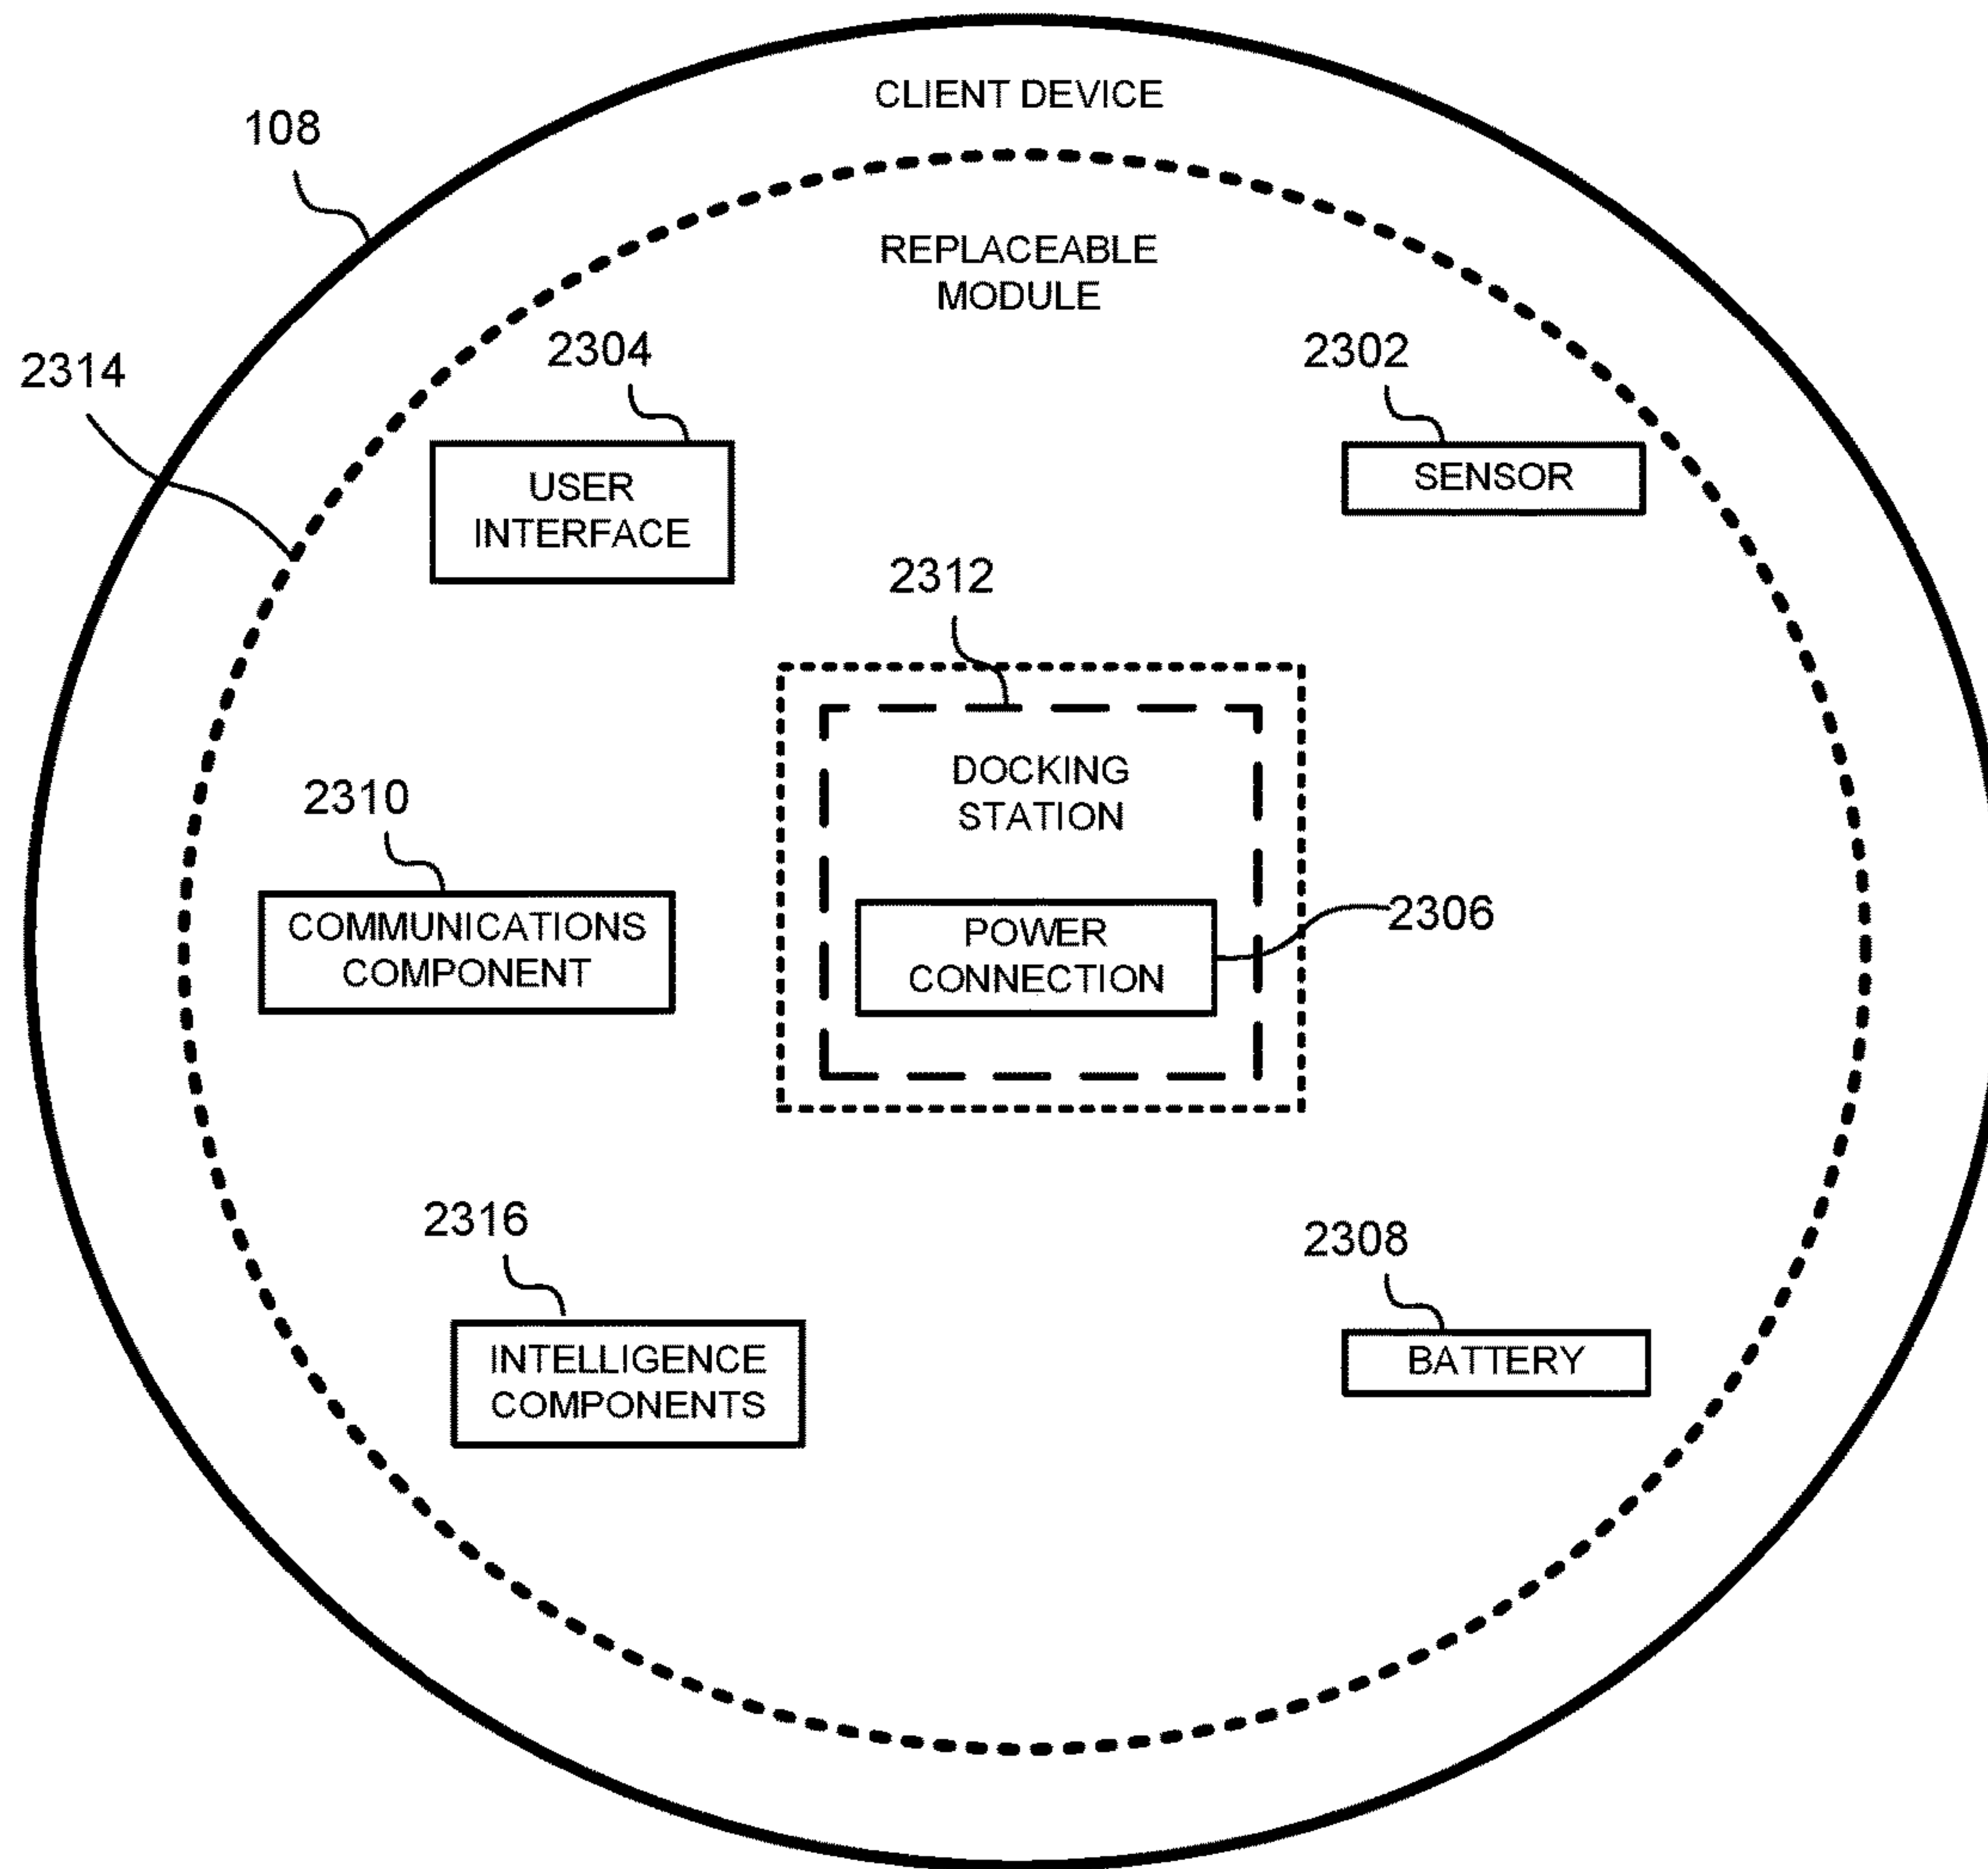 CLIENT DEVICE
108
REPLACEABLE
MODULE
2304
2302
2314
USER
INTERFACE
SENSOR
2312
DOCKING
STATION
2310
COMMUNICATIONS
COMPONENT
POWER
CONNECTION
2306
2316
2308
INTELLIGENCE
COMPONENTS
BATTERY